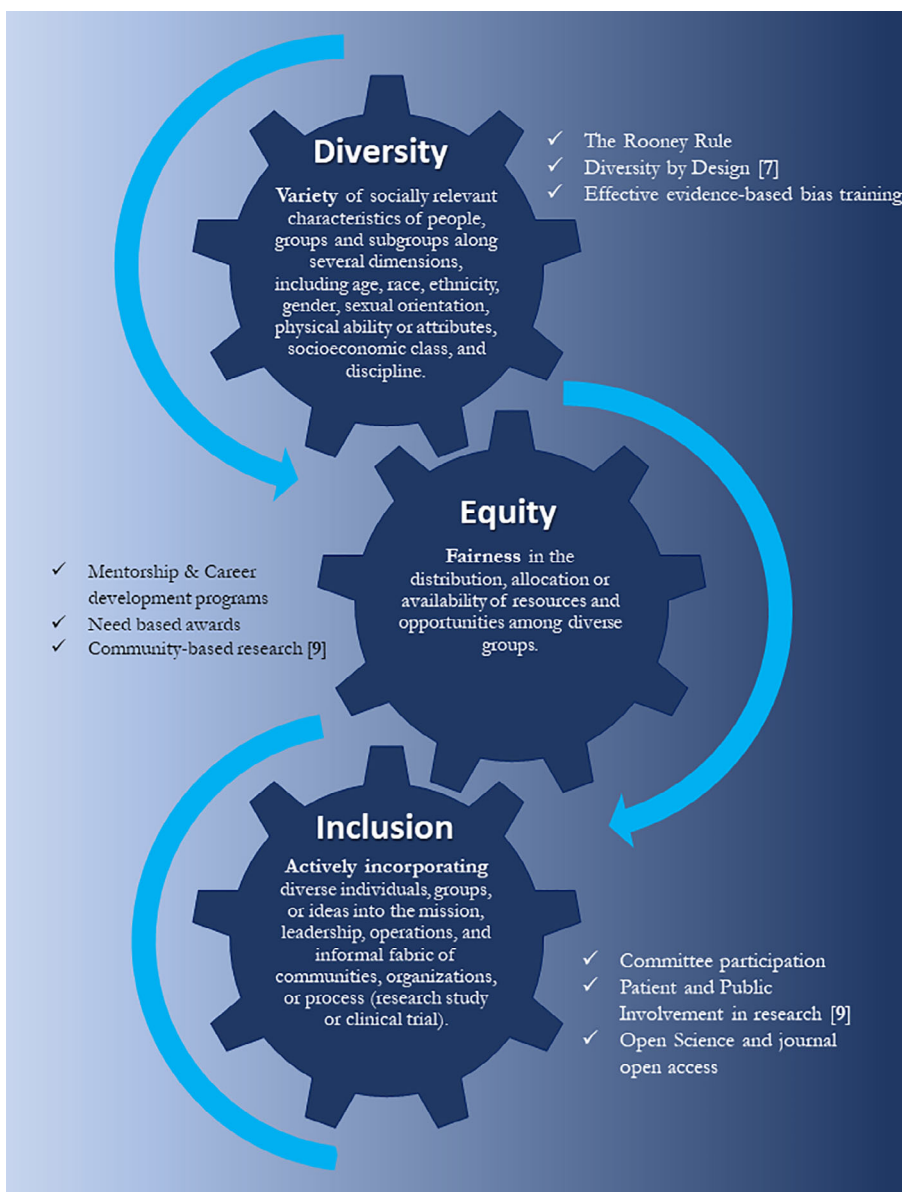 Diversity
Variety of socially relevant
characteristics of people,
groups and subgroups along
several dimensions,
including age, race, ethnicity,
gender, sexual orientation,
physical ability or attributes,
socioeconomic class, and
discipline.
✓ The Rooney Rule
✓ Diversity by Design [7]
✓ Effective evidence-based bias training
Equity
Fairness in the
distribution, allocation or
availability of resources and
opportunities among diverse
groups.
✓ Mentorship & Career
development programs
✓ Need based awards
✓ Community-based research [9]
Inclusion
Actively incorporating
diverse individuals, groups,
or ideas into the mission,
leadership, operations, and
informal fabric of
communities, organizations,
or process (research study
or clinical trial).
✓ Committee participation
✓ Patient and Public
Involvement in research [9]
✓ Open Science and journal
open access